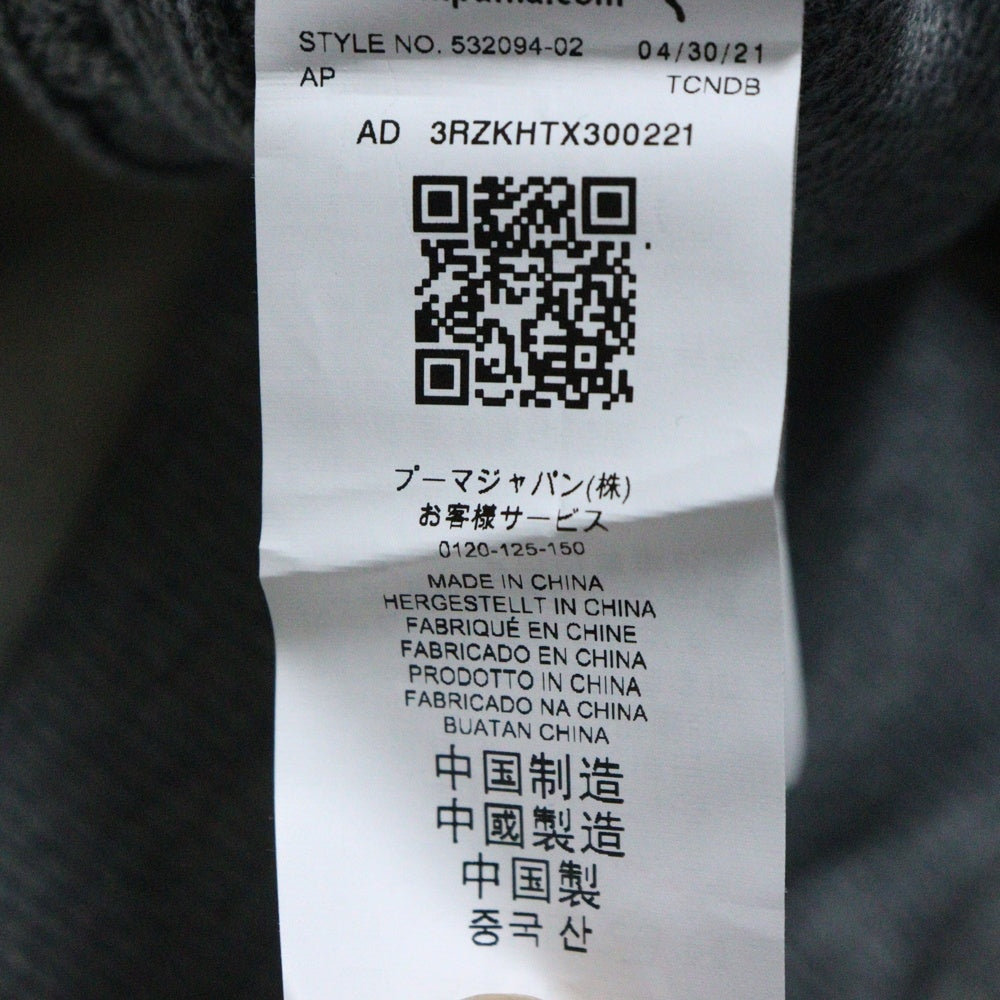 STYLE NO. 532094-02 04/30/21
AP TCNDB
AD 3RZKHTX300221
プーマジャパン(株)
お客様サービス
0120-125-150
MADE IN CHINA
HERGESTELLT IN CHINA
FABRIQUÉ EN CHINE
FABRICADO EN CHINA
PRODOTTO IN CHINA
FABRICADO NA CHINA
BUATAN CHINA
中国制造
中國製造
中国製
중국 산